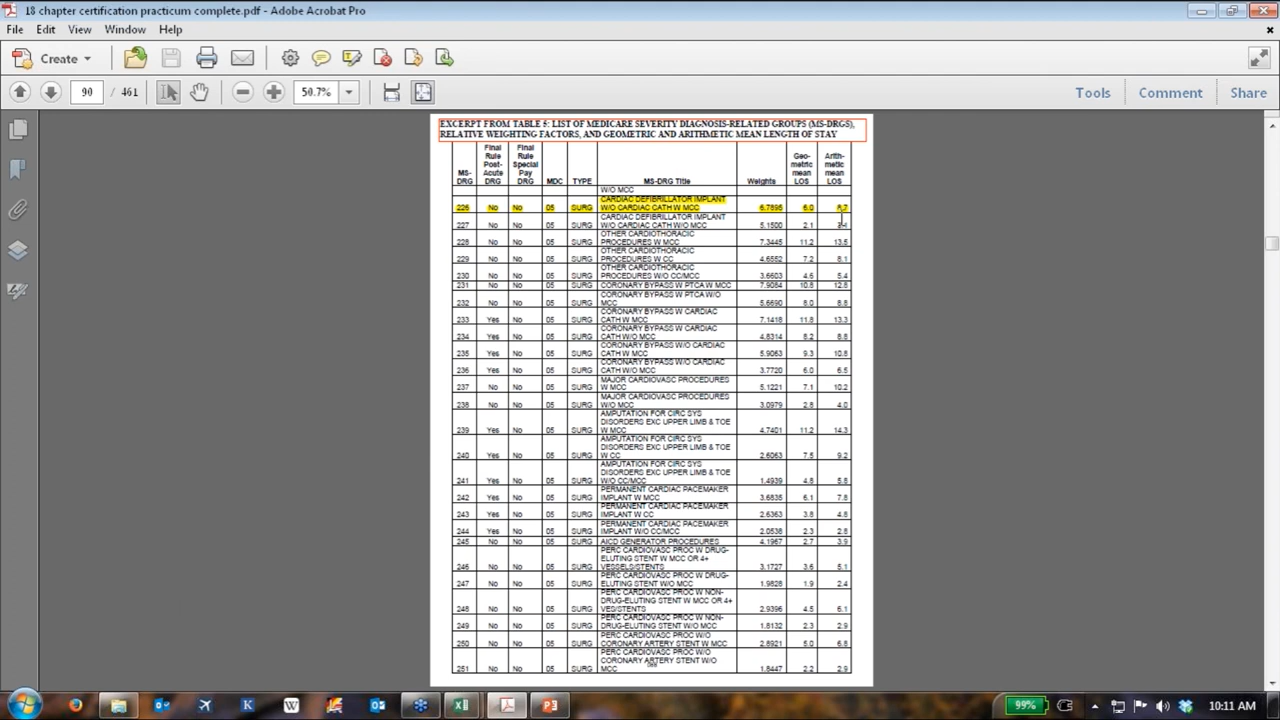 18 chapter certification practicum complete.pdf - Adobe Acrobat Pro
File Edit View Window Help
Create
90 / 461 50.7% Tools Comment Share
EXCERPT FROM TABLE 5: LIST OF MEDICARE SEVERITY DIAGNOSIS-RELATED GROUPS (MS-DRGS),
RELATIVE WEIGHTING FACTORS, AND GEOMETRIC AND ARITHMETIC MEAN LENGTH OF STAY
MS-DRG Final Rule Post-Acute DRG Final Rule Special Pay DRG MDC TYPE MS-DRG Title Weights Geo-metric mean LOS Arith-metic mean LOS
W/O MCC
CARDIAC DEFIBRILLATOR IMPLANT
226 No No 05 SURG W/O CARDIAC CATH W MCC 6.7895 6.0 8.7
CARDIAC DEFIBRILLATOR IMPLANT
227 No No 05 SURG W/O CARDIAC CATH W/O MCC 5.1500 2.1
OTHER CARDIOTHORACIC
228 No No 05 SURG PROCEDURES W MCC 7.3445 11.2 13.5
OTHER CARDIOTHORACIC
229 No No 05 SURG PROCEDURES W CC 4.6552 7.2 8.1
OTHER CARDIOTHORACIC
230 No No 05 SURG PROCEDURES W/O CC/MCC 3.6603 4.6 5.4
231 No No 05 SURG CORONARY BYPASS W PTCA W MCC 7.9084 10.8 12.8
CORONARY BYPASS W PTCA W/O
232 No No 05 SURG MCC 5.6690 8.0 8.8
CORONARY BYPASS W CARDIAC
233 Yes No 05 SURG CATH W MCC 7.1418 11.8 13.3
CORONARY BYPASS W CARDIAC
234 Yes No 05 SURG CATH W/O MCC 4.8314 8.2 8.8
CORONARY BYPASS W/O CARDIAC
235 Yes No 05 SURG CATH W MCC 5.9063 9.3 10.8
CORONARY BYPASS W/O CARDIAC
236 Yes No 05 SURG CATH W/O MCC 3.7720 6.0 6.5
MAJOR CARDIOVASC PROCEDURES
237 No No 05 SURG W MCC 5.1221 7.1 10.2
MAJOR CARDIOVASC PROCEDURES
238 No No 05 SURG W/O MCC 3.0979 2.8 4.0
AMPUTATION FOR CIRC SYS
DISORDERS EXC UPPER LIMB & TOE
239 Yes No 05 SURG W MCC 4.7401 11.2 14.3
AMPUTATION FOR CIRC SYS
DISORDERS EXC UPPER LIMB & TOE
240 Yes No 05 SURG W CC 2.6063 7.5 9.2
AMPUTATION FOR CIRC SYS
DISORDERS EXC UPPER LIMB & TOE
241 Yes No 05 SURG W/O CC/MCC 1.4939 4.8 5.8
PERMANENT CARDIAC PACEMAKER
242 Yes No 05 SURG IMPLANT W MCC 3.6835 6.1 7.8
PERMANENT CARDIAC PACEMAKER
243 Yes No 05 SURG IMPLANT W CC 2.6363 3.8 4.8
PERMANENT CARDIAC PACEMAKER
244 Yes No 05 SURG IMPLANT W/O CC/MCC 2.0538 2.3 2.8
245 No No 05 SURG AICD GENERATOR PROCEDURES 4.1967 2.7 3.9
PERC CARDIOVASC PROC W DRUG-
ELUTING STENT W MCC OR 4+
246 No No 05 SURG VESSELS/STENTS 3.1727 3.6 5.1
PERC CARDIOVASC PROC W DRUG-
247 No No 05 SURG ELUTING STENT W/O MCC 1.9828 1.9 2.4
PERC CARDIOVASC PROC W NON-
DRUG-ELUTING STENT W MCC OR 4+
248 No No 05 SURG VES/STENTS 2.9396 4.5 6.1
PERC CARDIOVASC PROC W NON-
249 No No 05 SURG DRUG-ELUTING STENT W/O MCC 1.8132 2.3 2.9
PERC CARDIOVASC PROC W/O
250 No No 05 SURG CORONARY ARTERY STENT W MCC 2.8921 5.0 6.8
PERC CARDIOVASC PROC W/O
CORONARY ARTERY STENT W/O
251 No No 05 SURG MCC 1.8447 2.2 2.9
99% 10:11 AM